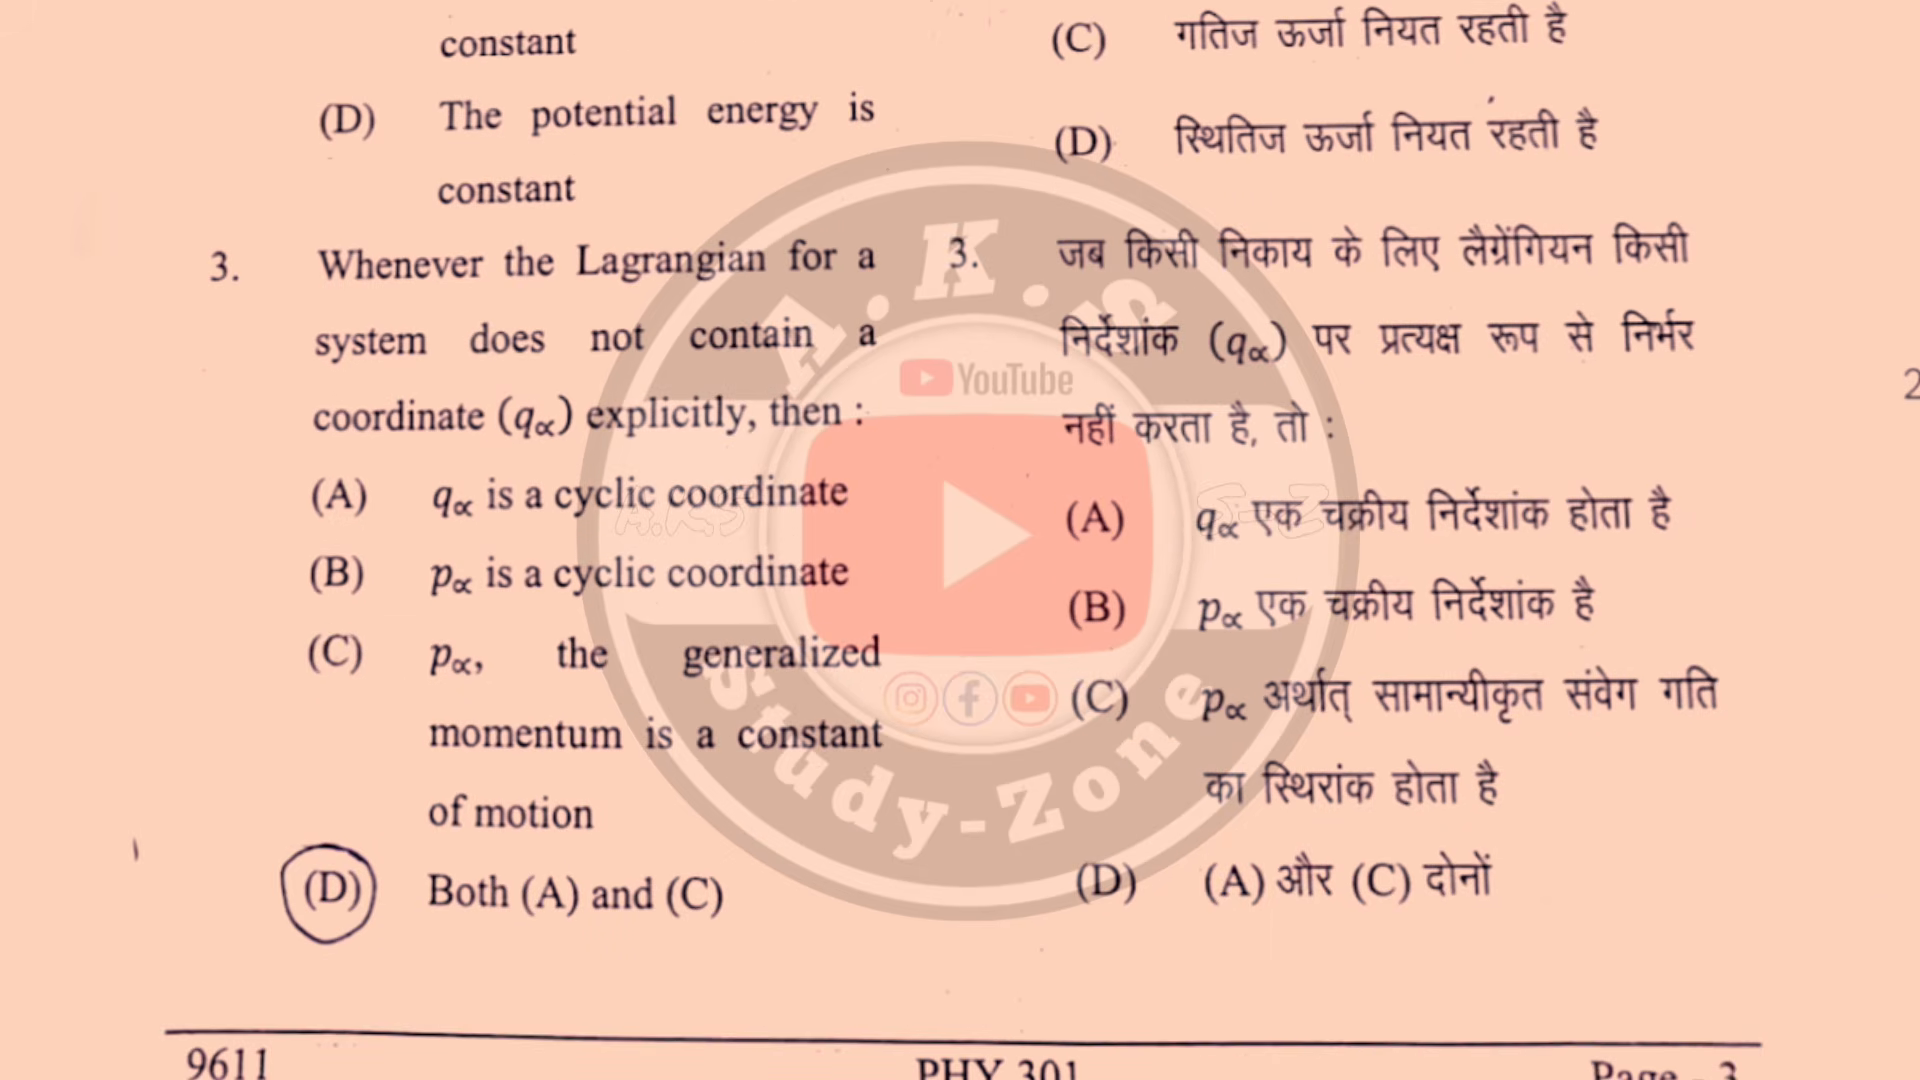 constant
(D) The potential energy is
constant
3. Whenever the Lagrangian for a
system does not contain a
coordinate (q∝) explicitly, then :
(A) q∝ is a cyclic coordinate
(B) p∝ is a cyclic coordinate
(C) p∝, the generalized
momentum is a constant
of motion
(D) Both (A) and (C)
(C) गतिज ऊर्जा नियत रहती है
(D) स्थितिज ऊर्जा नियत रहती है
3. जब किसी निकाय के लिए लैग्रेंगियन किसी
निर्देशांक (q∝) पर प्रत्यक्ष रूप से निर्भर
नहीं करता है, तो :
(A) q∝ एक चक्रीय निर्देशांक होता है
(B) p∝ एक चक्रीय निर्देशांक है
(C) p∝ अर्थात् सामान्यीकृत संवेग गति
का स्थिरांक होता है
(D) (A) और (C) दोनों
2
9611 PHY 301 Page - 3
A.K.S
YouTube
A.K.S S-Z
Study-Zone